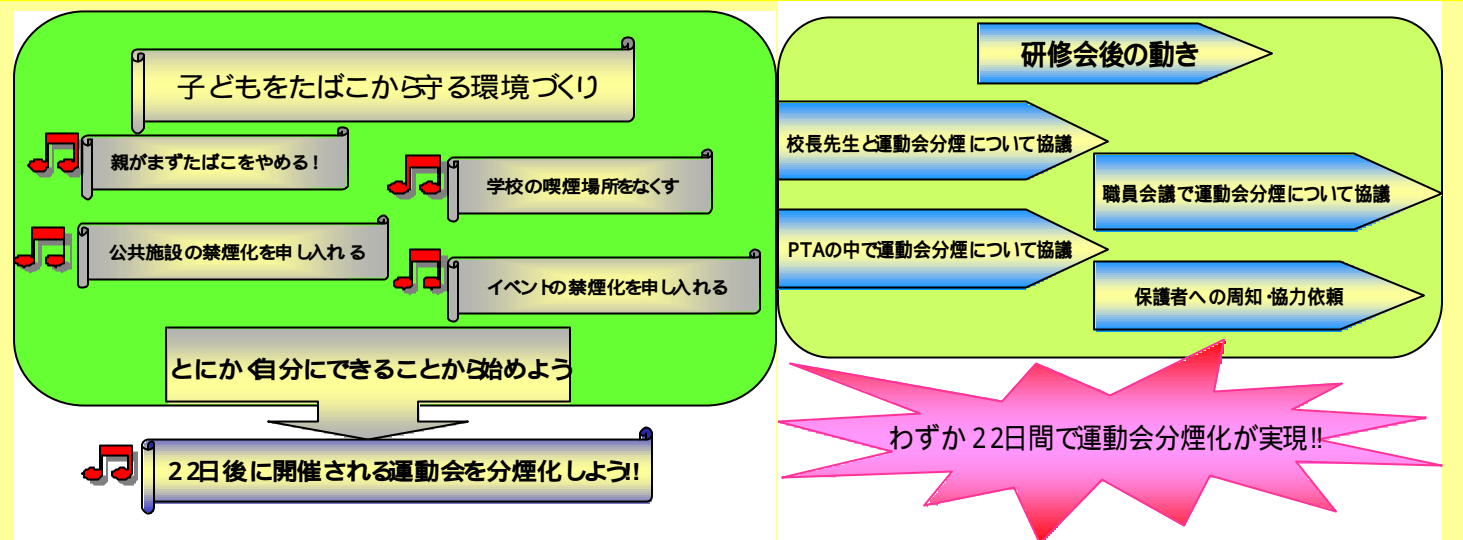 子どもをたばこから守る環境づくり
親がまずたばこをやめる!
学校の喫煙場所をなくす
公共施設の禁煙化を申し入れる
イベントの禁煙化を申し入れる
とにかく自分にできることから始めよう
22日後に開催される運動会を分煙化しよう!!
研修会後の動き
校長先生と運動会分煙について協議
職員会議で運動会分煙について協議
PTAの中で運動会分煙について協議
保護者への周知・協力依頼
わずか22日間で運動会分煙化が実現!!